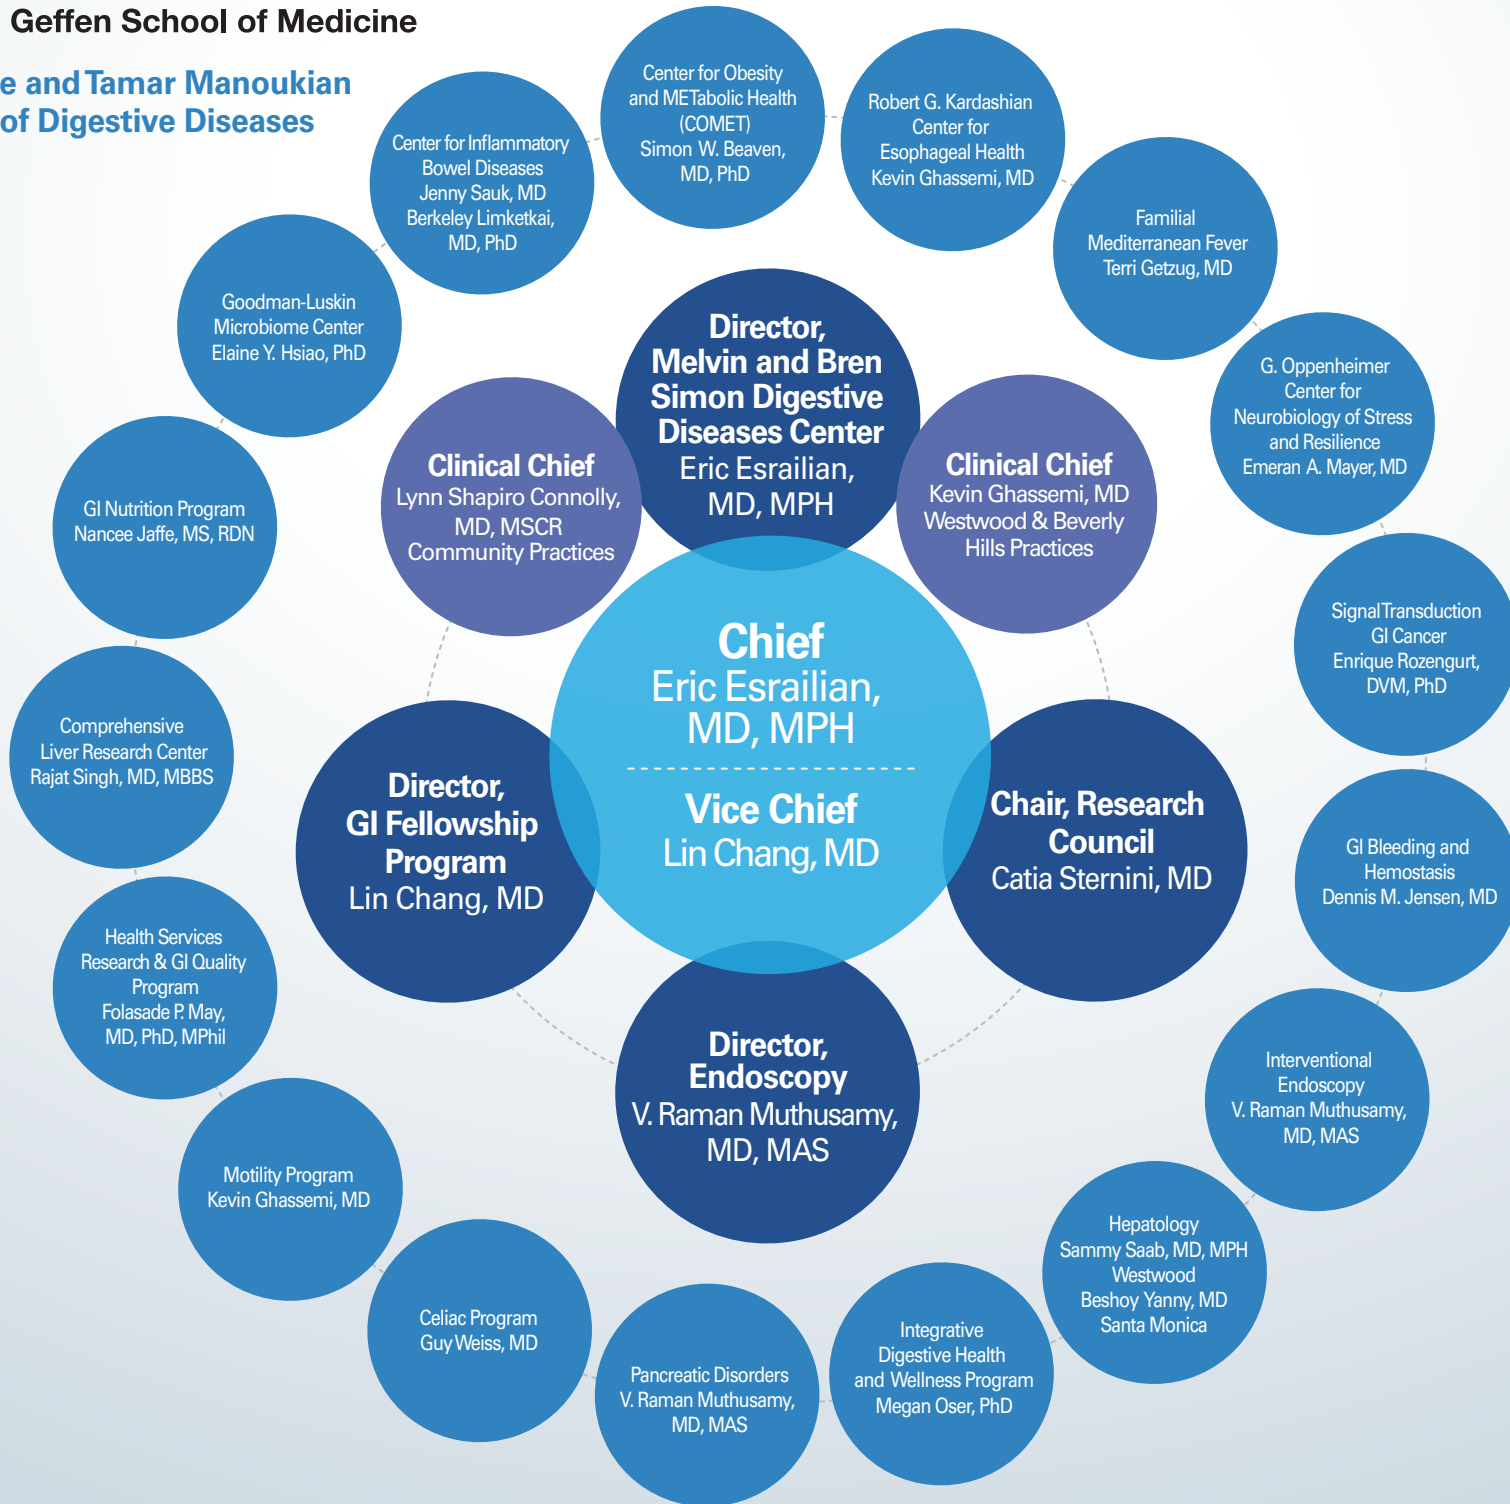 Geffen School of Medicine
e and Tamar Manoukian
of Digestive Diseases
Center for Obesity
and METabolic Health
(COMET)
Simon W. Beaven,
MD, PhD
Robert G. Kardashian
Center for
Esophageal Health
Kevin Ghassemi, MD
Familial
Mediterranean Fever
Terri Getzug, MD
G. Oppenheimer
Center for
Neurobiology of Stress
and Resilience
Emeran A. Mayer, MD
Signal Transduction
GI Cancer
Enrique Rozengurt,
DVM, PhD
GI Bleeding and
Hemostasis
Dennis M. Jensen, MD
Interventional
Endoscopy
V. Raman Muthusamy,
MD, MAS
Hepatology
Sammy Saab, MD, MPH
Westwood
Beshoy Yanny, MD
Santa Monica
Integrative
Digestive Health
and Wellness Program
Megan Oser, PhD
Pancreatic Disorders
V. Raman Muthusamy,
MD, MAS
Celiac Program
Guy Weiss, MD
Motility Program
Kevin Ghassemi, MD
Health Services
Research & GI Quality
Program
Folasade P. May,
MD, PhD, MPhil
Comprehensive
Liver Research Center
Rajat Singh, MD, MBBS
GI Nutrition Program
Nancee Jaffe, MS, RDN
Goodman-Luskin
Microbiome Center
Elaine Y. Hsiao, PhD
Center for Inflammatory
Bowel Diseases
Jenny Sauk, MD
Berkeley Limketkai,
MD, PhD
Director,
Melvin and Bren
Simon Digestive
Diseases Center
Eric Esrailian,
MD, MPH
Clinical Chief
Lynn Shapiro Connolly,
MD, MSCR
Community Practices
Clinical Chief
Kevin Ghassemi, MD
Westwood & Beverly
Hills Practices
Chief
Eric Esrailian,
MD, MPH
Vice Chief
Lin Chang, MD
Director,
GI Fellowship
Program
Lin Chang, MD
Chair, Research
Council
Catia Sternini, MD
Director,
Endoscopy
V. Raman Muthusamy,
MD, MAS